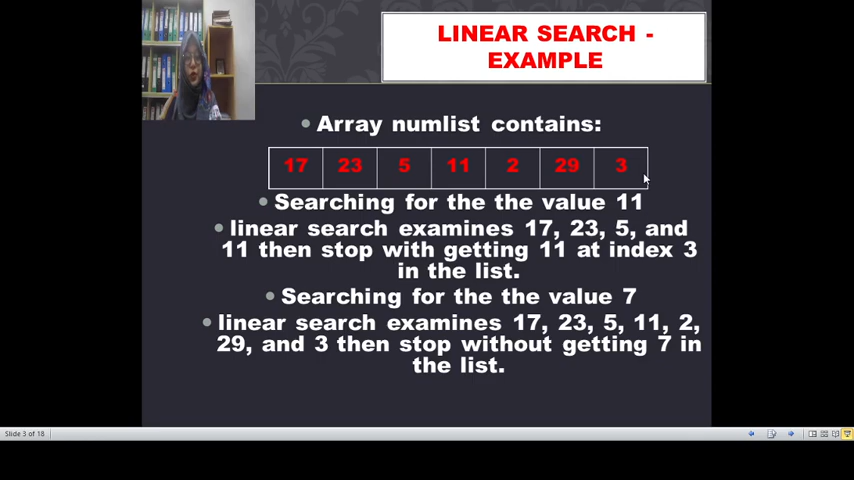 LINEAR SEARCH -
EXAMPLE
• Array numlist contains:
17 23 5 11 2 29 3
• Searching for the the value 11
• linear search examines 17, 23, 5, and
11 then stop with getting 11 at index 3
in the list.
• Searching for the the value 7
• linear search examines 17, 23, 5, 11, 2,
29, and 3 then stop without getting 7 in
the list.
Slide 3 of 18